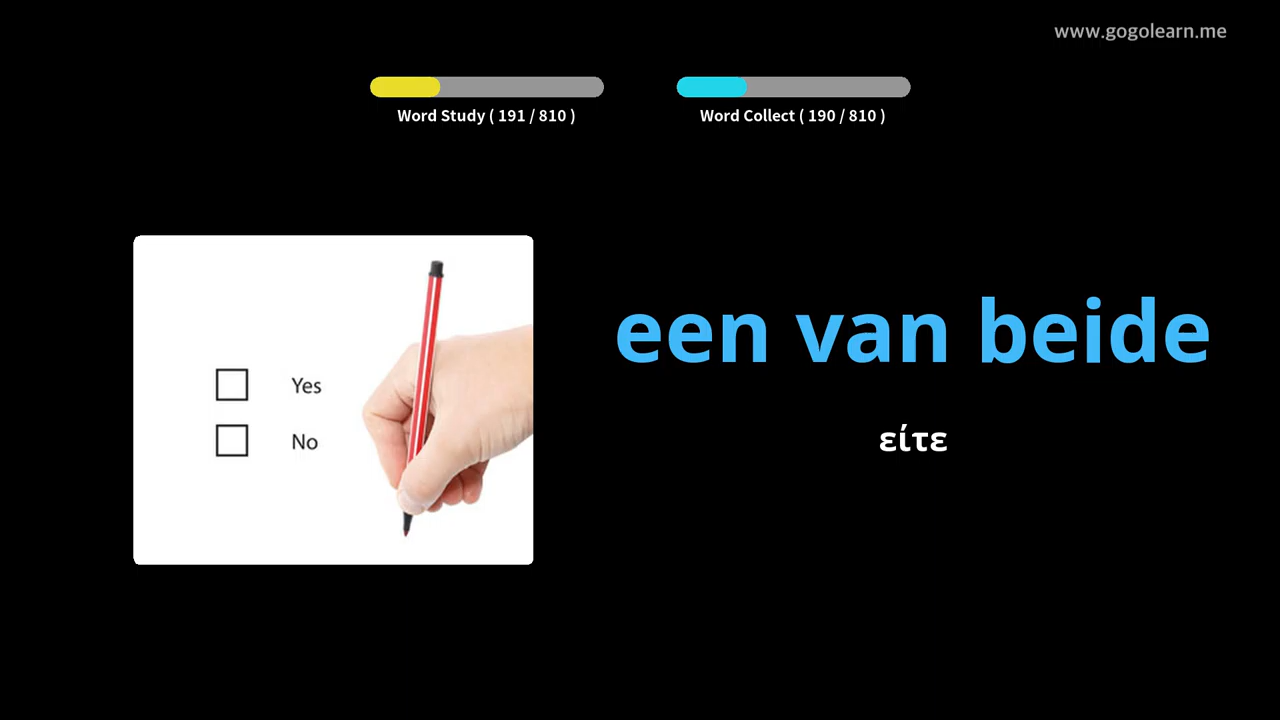 www.gogolearn.me
Word Study ( 191 / 810 )
Word Collect ( 190 / 810 )
een van beide
είτε
Yes
No